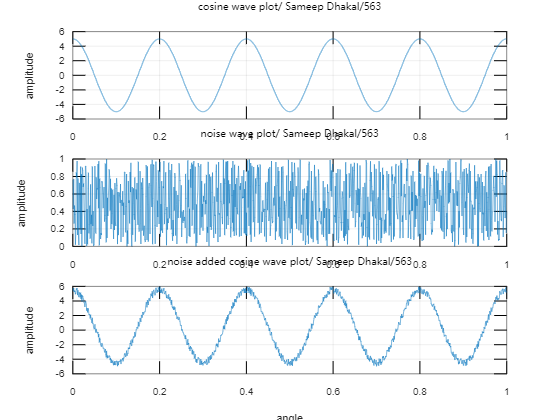 cosine wave plot/ Sameep Dhakal/563
6
4
2
0
-2
-4
-6
amplitude
0 0.2 0.4 0.6 0.8 1
noise wave plot/ Sameep Dhakal/563
1
0.8
0.6
0.4
0.2
0
amplitude
0 0.2 0.4 0.6 0.8 1
noise added cosine wave plot/ Sameep Dhakal/563
6
4
2
0
-2
-4
-6
amplitude
0 0.2 0.4 0.6 0.8 1
angle